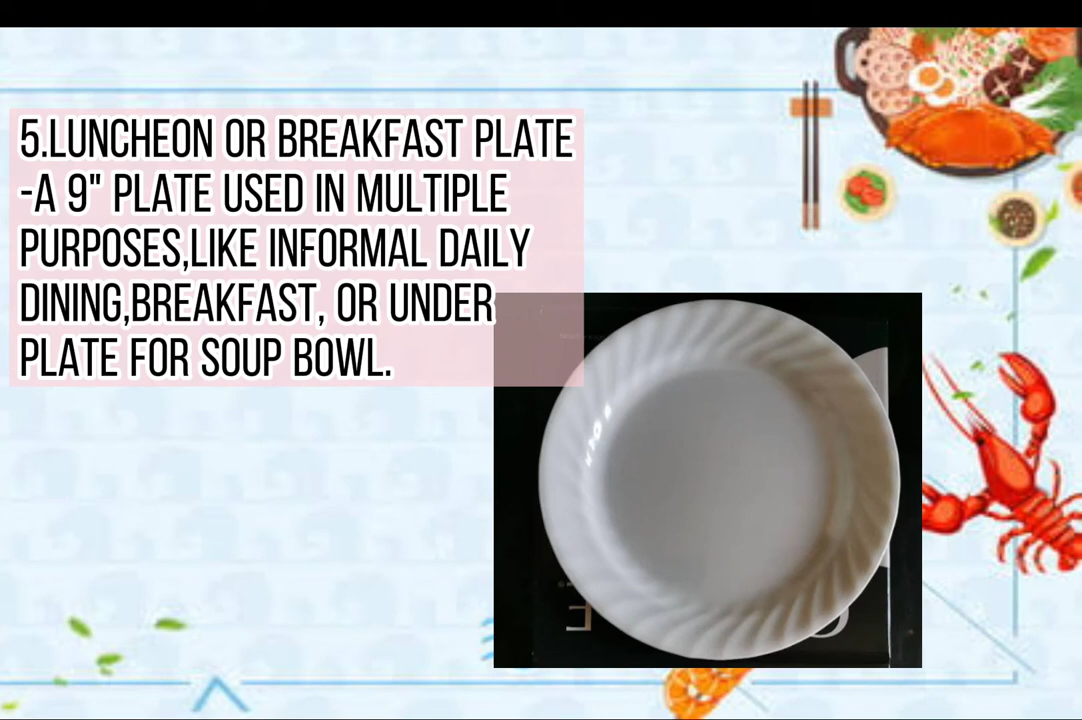 5.LUNCHEON OR BREAKFAST PLATE
-A 9" PLATE USED IN MULTIPLE
PURPOSES,LIKE INFORMAL DAILY
DINING,BREAKFAST, OR UNDER
PLATE FOR SOUP BOWL.